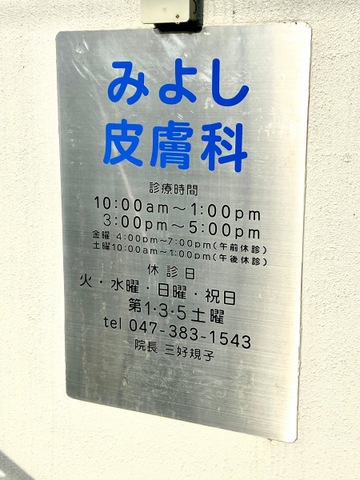 みよし
皮膚科
診療時間
10:00am～1:00pm
3:00pm～5:00pm
金曜 4:00pm～7:00pm(午前休診)
土曜10:00am～1:00pm(午後休診)
休診日
火・水曜・日曜・祝日
第1・3・5土曜
tel 047-383-1543
院長 三好規子